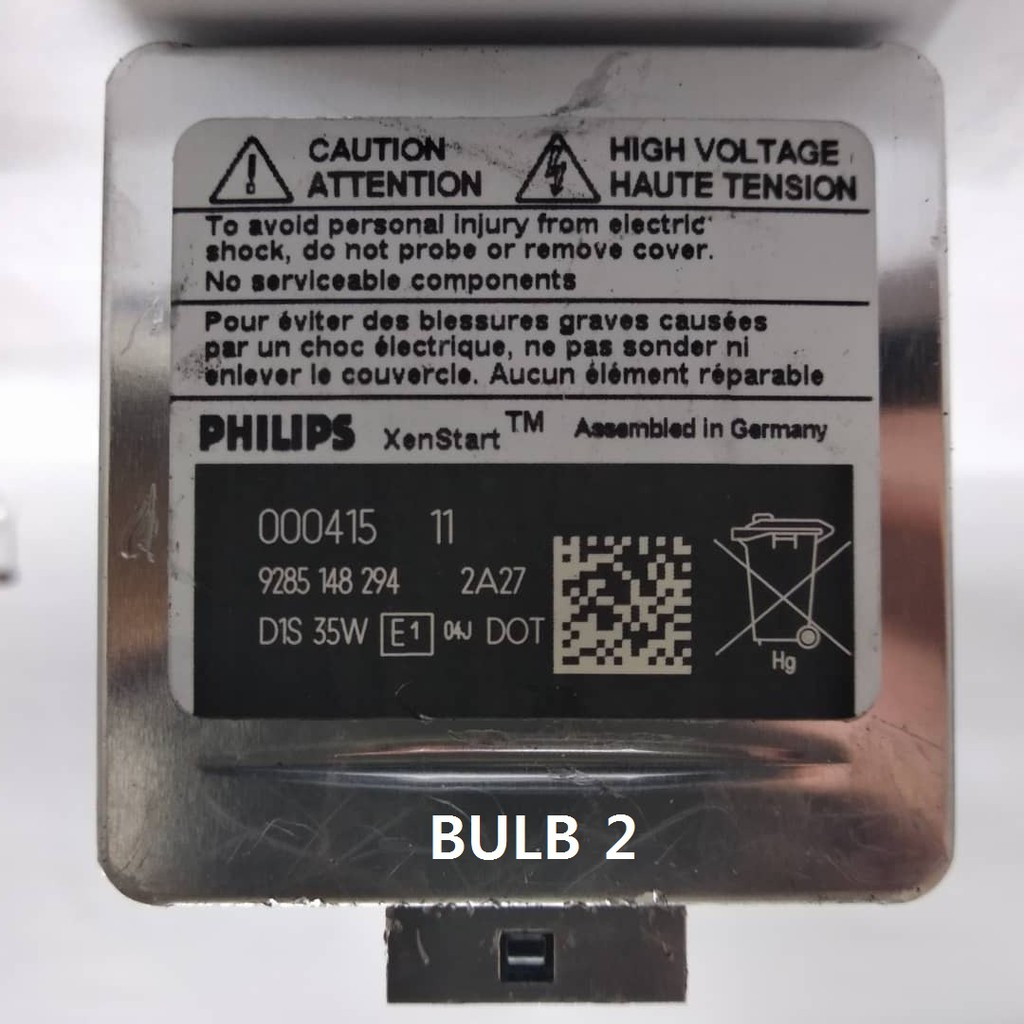 CAUTION
ATTENTION
HIGH VOLTAGE
HAUTE TENSION
To avoid personal injury from electric
shock, do not probe or remove cover.
No serviceable components
Pour éviter des blessures graves causées
par un choc électrique, ne pas sonder ni
enlever le couvercle. Aucun élément réparable
PHILIPS XenStart™ Assembled in Germany
000415 11
9285 148 294 2A27
D1S 35W E1 04J DOT
Hg
BULB 2